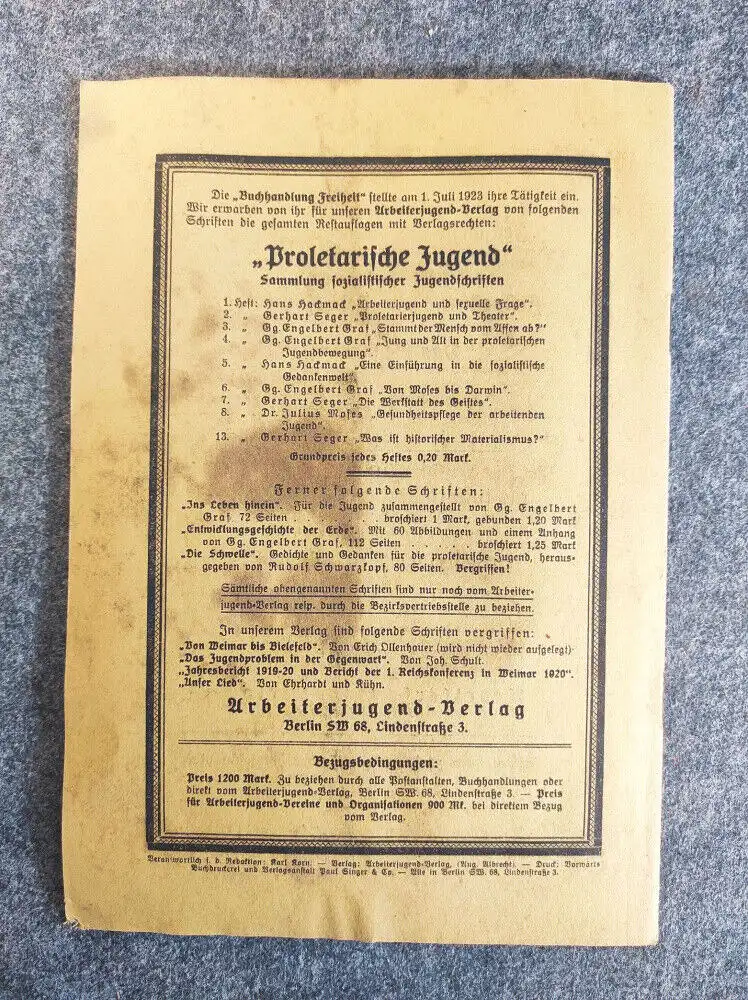 Die „Buchhandlung Freiheit“ stellte am 1. Juli 1923 ihre Tätigkeit ein.
Wir erwarben von ihr für unseren Arbeiterjugend-Verlag von folgenden
Schriften die gesamten Restauflagen mit Verlagsrechten:
„Proletarische Jugend“
Sammlung sozialistischer Jugendschriften
1. Heft: Hans Hackmack „Arbeiterjugend und sexuelle Frage“.
2. „ Gerhart Seger „Proletarierjugend und Theater“.
3. „ Gg. Engelbert Graf „Stammt der Mensch vom Affen ab?“
4. „ Gg. Engelbert Graf „Jung und Alt in der proletarischen
Jugendbewegung“.
5. „ Hans Hackmack „Eine Einführung in die sozialistische
Gedankenwelt“.
6. „ Gg. Engelbert Graf „Von Moses bis Darwin“.
7. „ Gerhart Seger „Die Werkstatt des Geistes“.
8. „ Dr. Julius Moses „Gesundheitspflege der arbeitenden
Jugend“.
13. „ Gerhart Seger „Was ist historischer Materialismus?“
Grundpreis jedes Heftes 0,20 Mark.
Ferner folgende Schriften:
„Ins Leben hinein“. Für die Jugend zusammengestellt von Gg. Engelbert
Graf 72 Seiten . . . . . . . . broschiert 1 Mark, gebunden 1,20 Mark
„Entwicklungsgeschichte der Erde“. Mit 60 Abbildungen und einem Anhang
von Gg. Engelbert Graf, 112 Seiten . . . . . . . . broschiert 1,25 Mark
„Die Schwelle“. Gedichte und Gedanken für die proletarische Jugend, heraus-
gegeben von Rudolf Schwarzkopf, 80 Seiten. Vergriffen!
Sämtliche obengenannten Schriften sind nur noch vom Arbeiter-
jugend-Verlag resp. durch die Bezirksvertriebsstelle zu beziehen.
In unserem Verlag sind folgende Schriften vergriffen:
„Von Weimar bis Bielefeld“. Von Erich Ollenhauer (wird nicht wieder aufgelegt)
„Das Jugendproblem in der Gegenwart“. Von Joh. Schult.
„Jahresbericht 1919-20 und Bericht der 1. Reichskonferenz in Weimar 1920“.
„Unser Lied“. Von Ehrhardt und Kühn.
Arbeiterjugend-Verlag
Berlin SW 68, Lindenstraße 3.
Bezugsbedingungen:
Preis 1200 Mark. Zu beziehen durch alle Postanstalten, Buchhandlungen oder
direkt vom Arbeiterjugend-Verlag, Berlin SW. 68, Lindenstraße 3. — Preis
für Arbeiterjugend-Vereine und Organisationen 900 Mk. bei direktem Bezug
vom Verlag.
Verantwortlich f. d. Redaktion: Karl Korn. — Verlag: Arbeiterjugend-Verlag, (Aug. Albrecht). — Druck: Vorwärts
Buchdruckerei und Verlagsanstalt Paul Singer & Co. — Alle in Berlin SW. 68, Lindenstraße 3.